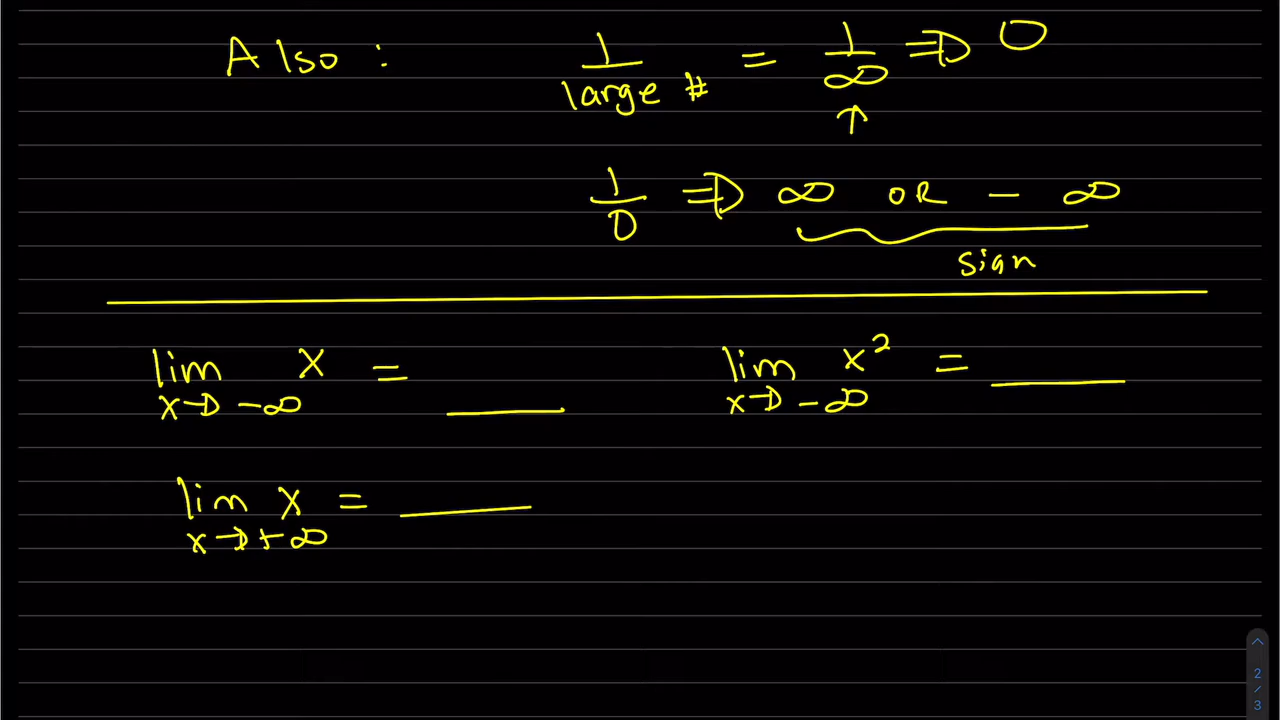 Also : 1/large # = 1/∞ ⇒ 0
↑
1/0 ⇒ ∞ OR - ∞
sign
lim x→-∞ x = ____
lim x→-∞ x² = ____
lim x→+∞ x = ____
2
/
3